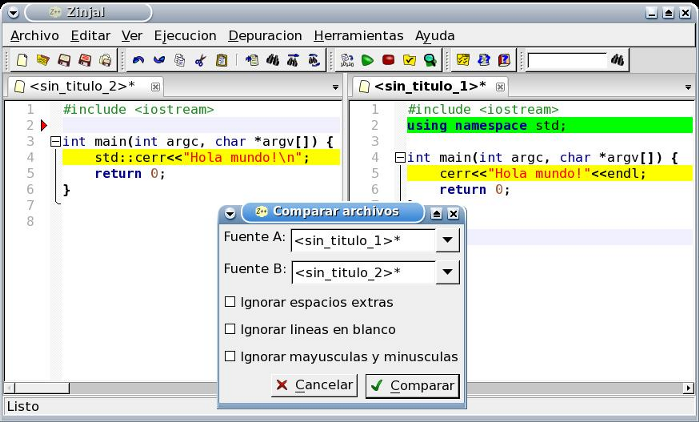 Zinjal
Archivo Editar Ver Ejecucion Depuracion Herramientas Ayuda
<sin_titulo_2>*
1 #include <iostream>
2
3 int main(int argc, char *argv[]) {
4 std::cerr<<"Hola mundo!\n";
5 return 0;
6 }
7
8
<sin_titulo_1>*
1 #include <iostream>
2 using namespace std;
3
4 int main(int argc, char *argv[]) {
5 cerr<<"Hola mundo!"<<endl;
6 return 0;
Comparar archivos
Fuente A: <sin_titulo_1>*
Fuente B: <sin_titulo_2>*
Ignorar espacios extras
Ignorar lineas en blanco
Ignorar mayusculas y minusculas
Cancelar Comparar
Listo